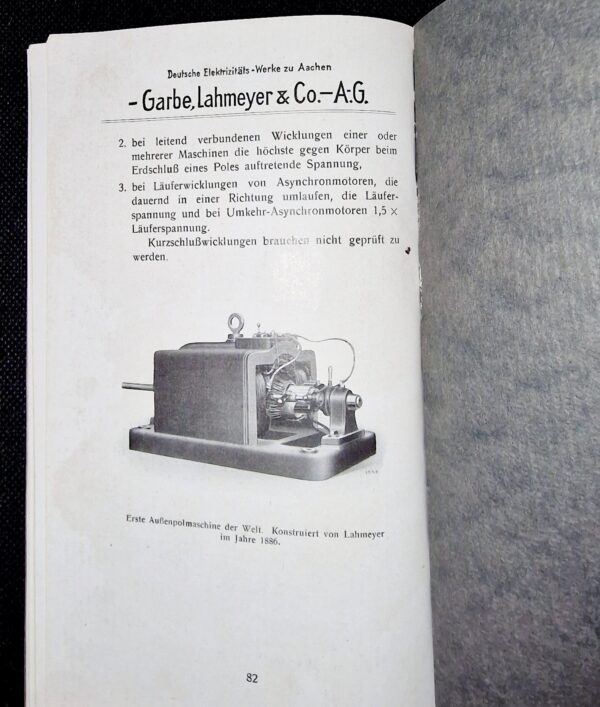 Deutsche Elektrizitäts-Werke zu Aachen
- Garbe, Lahmeyer & Co.-A.-G.
2. bei leitend verbundenen Wicklungen einer oder
mehrerer Maschinen die höchste gegen Körper beim
Erdschluß eines Poles auftretende Spannung,
3. bei Läuferwicklungen von Asynchronmotoren, die
dauernd in einer Richtung umlaufen, die Läufer-
spannung und bei Umkehr-Asynchronmotoren 1,5 ×
Läuferspannung.
Kurzschlußwicklungen brauchen nicht geprüft zu
werden.
Erste Außenpolmaschine der Welt. Konstruiert von Lahmeyer
im Jahre 1886.
82